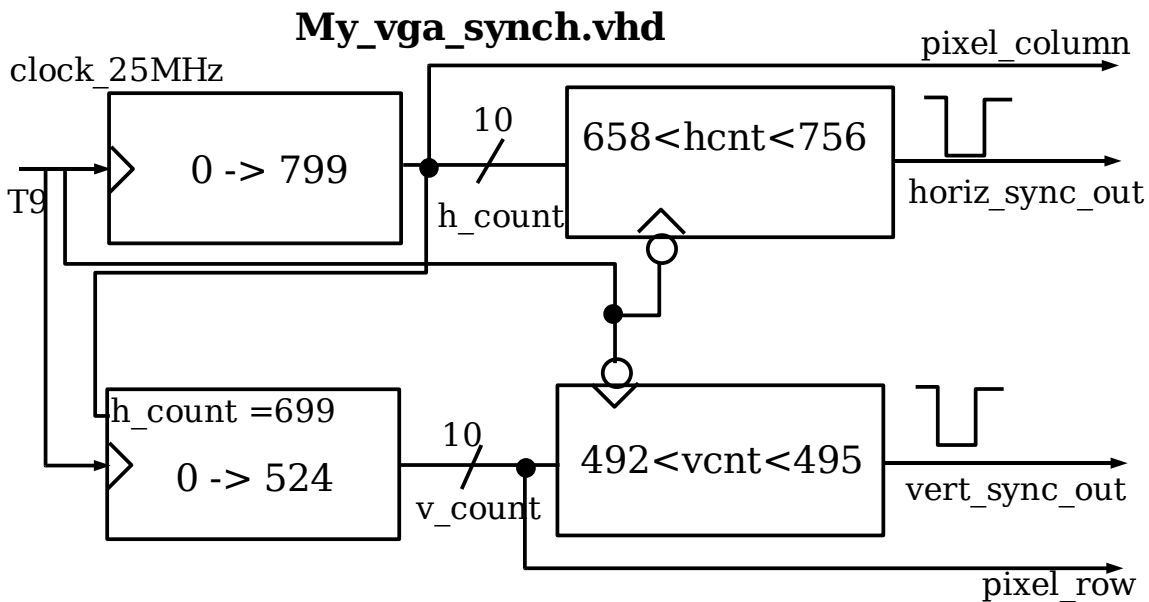 My_vga_synch.vhd
pixel_column
clock_25MHz
10
658<hcnt<756
0 -> 799
T9
h_count
horiz_sync_out
h_count =699
10
492<vcnt<495
0 -> 524
v_count
vert_sync_out
pixel_row